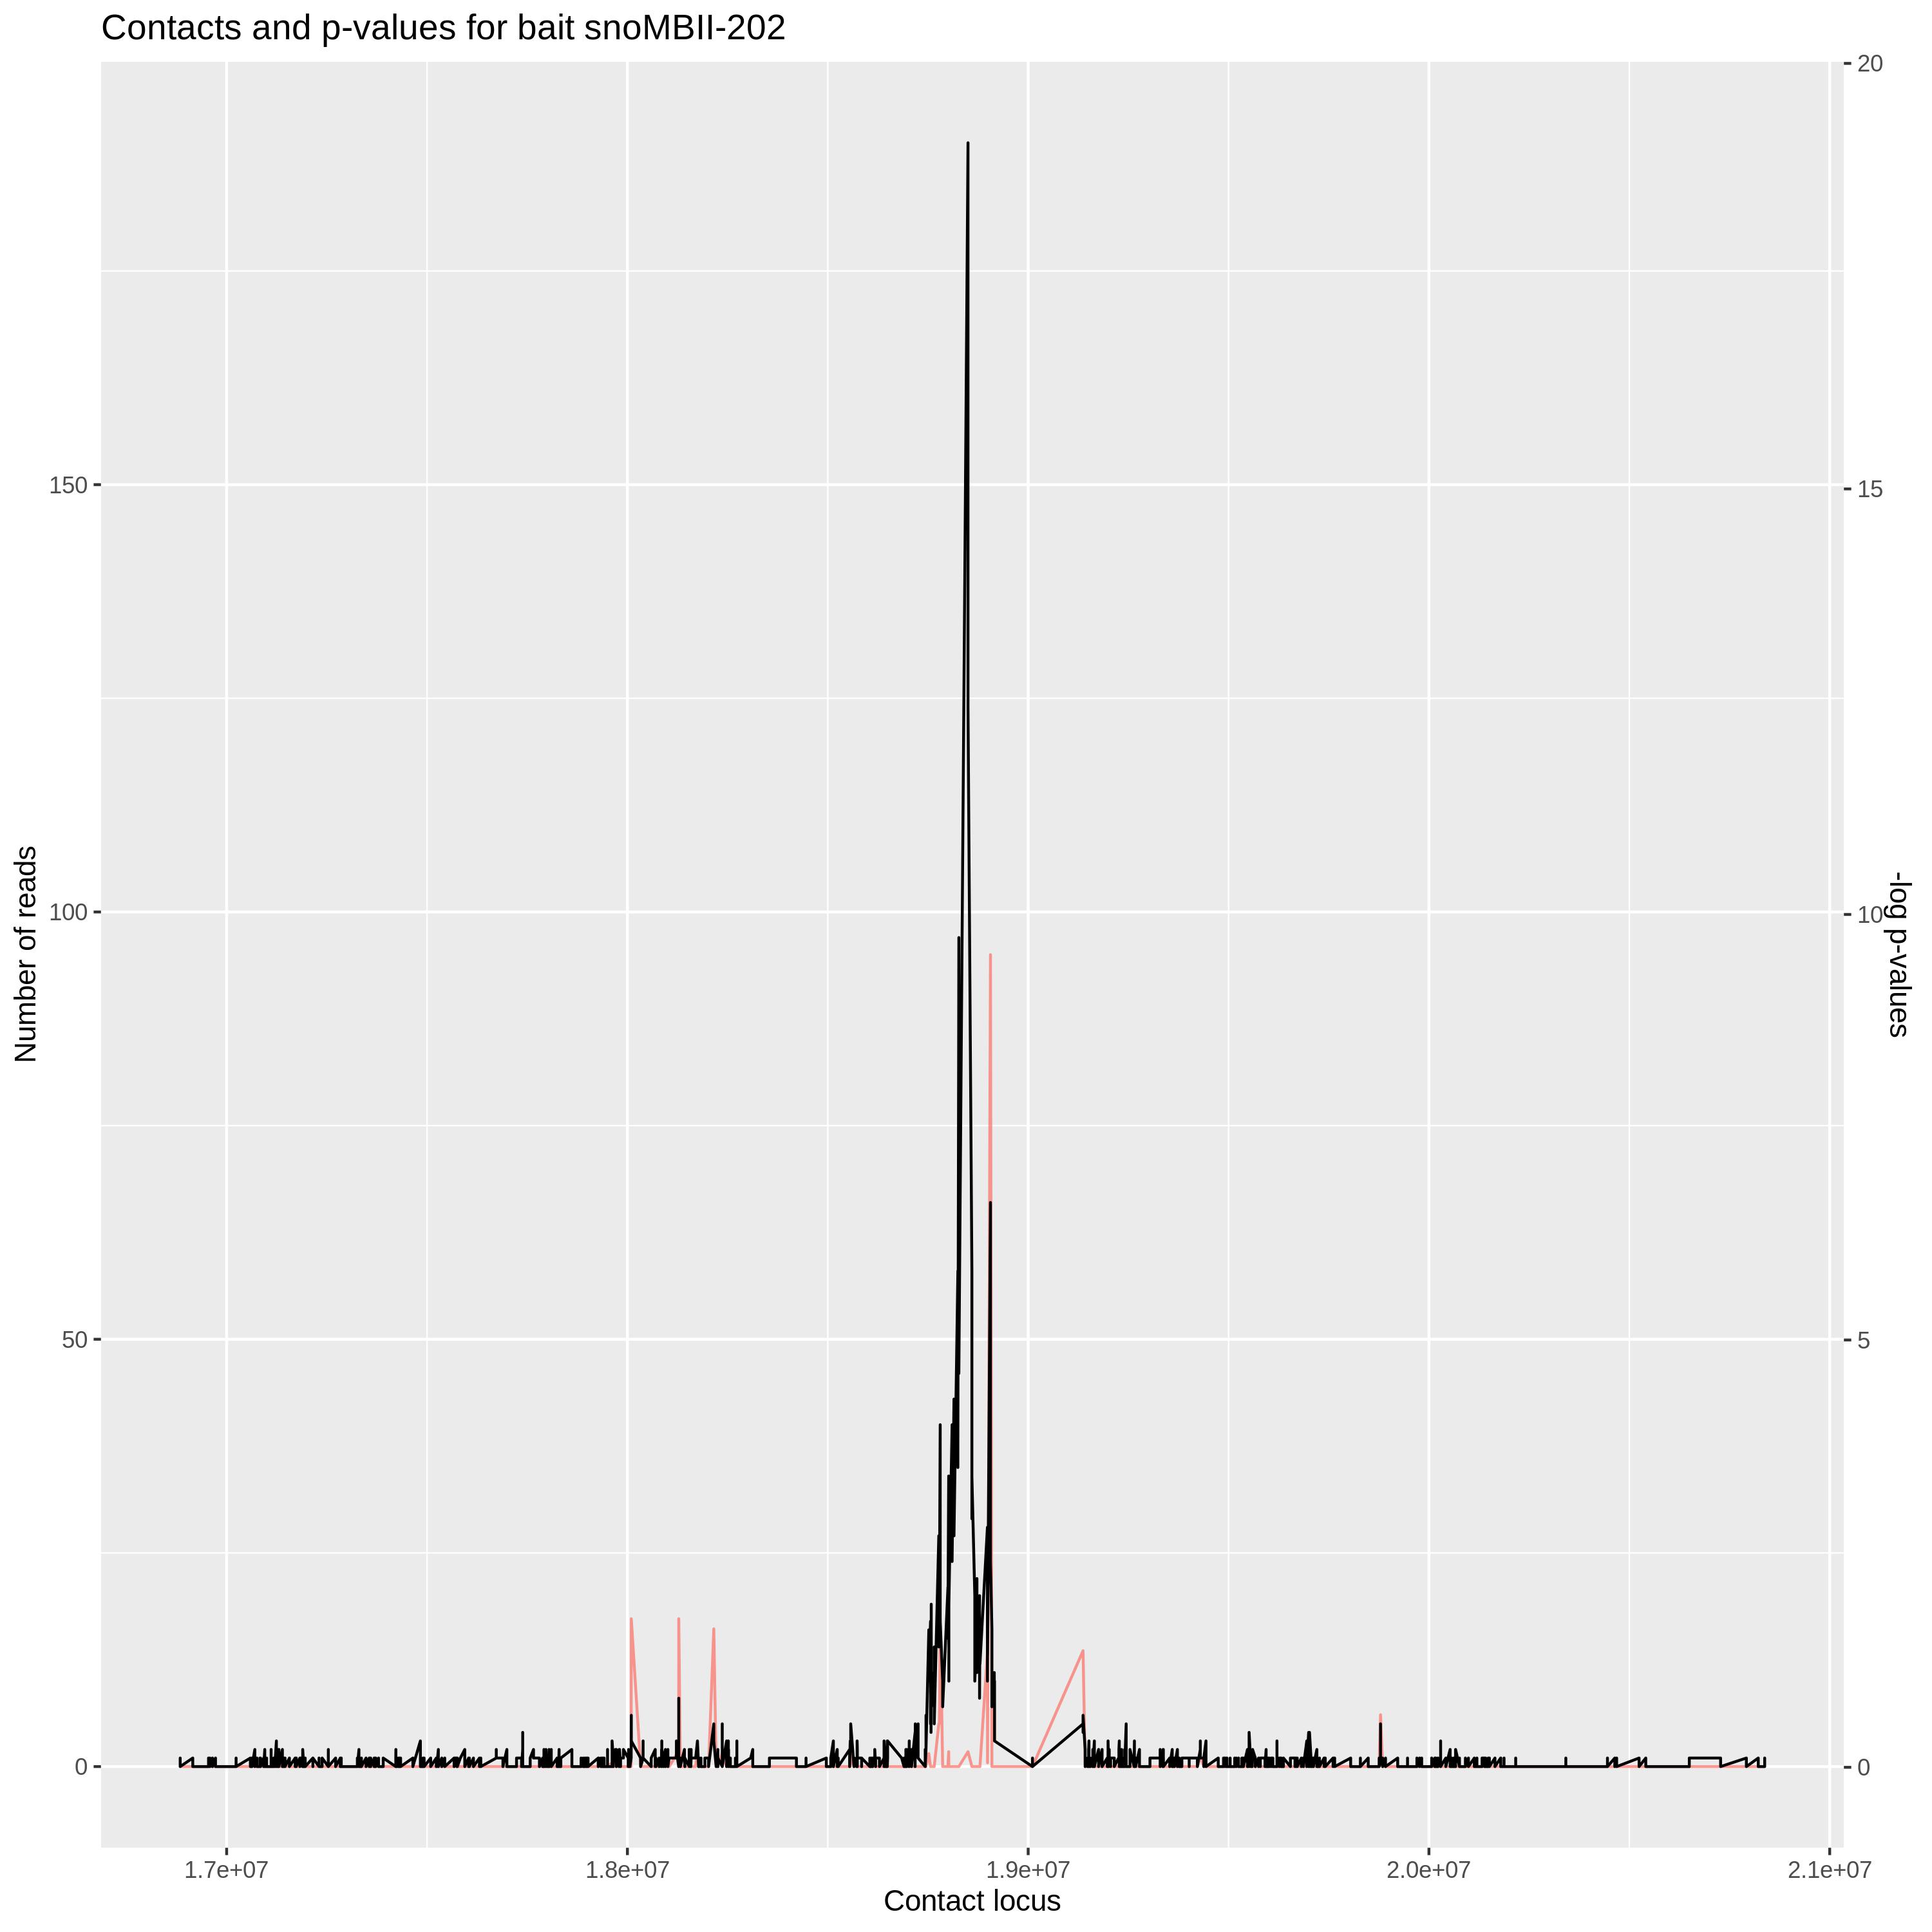 Contacts and p-values for bait snoMBII-202
20
150
15
100
10
50
5
0
0
Number of reads
-log p-values
1.7e+07 1.8e+07 1.9e+07 2.0e+07 2.1e+07
Contact locus